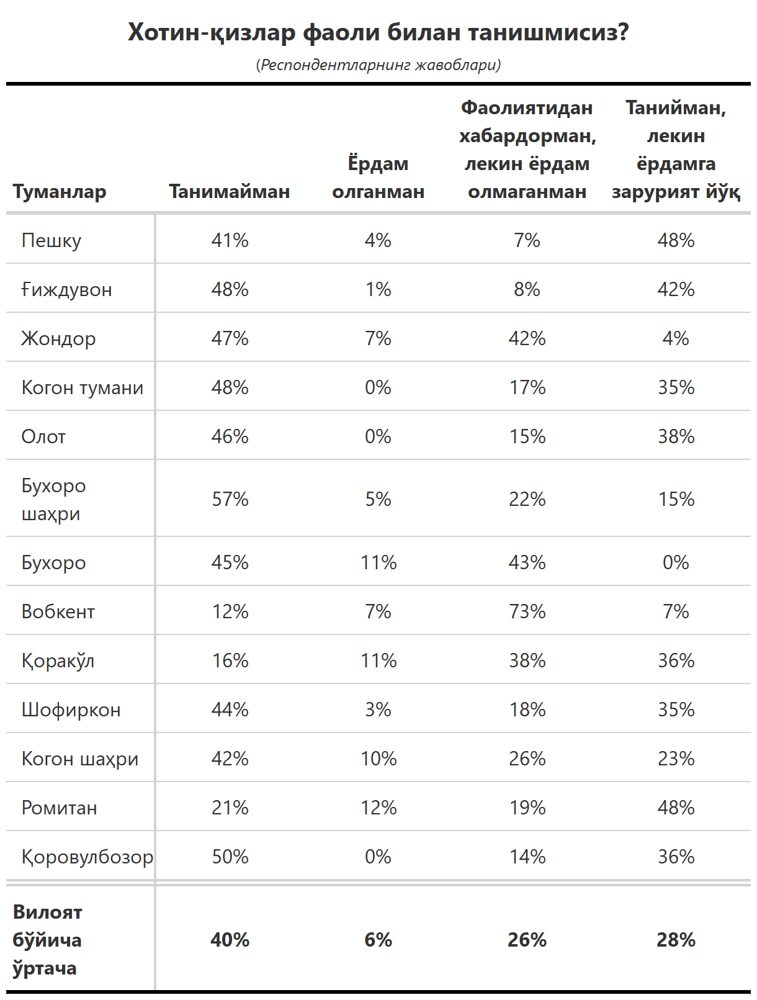 Хотин-қизлар фаоли билан танишмисиз?
(Респондентларнинг жавоблари)
Туманлар Танимайман Ёрдам олганман Фаолиятидан хабардорман, лекин ёрдам олмаганман Танийман, лекин ёрдамга зарурият йўқ
Пешку 41% 4% 7% 48%
Ғиждувон 48% 1% 8% 42%
Жондор 47% 7% 42% 4%
Когон тумани 48% 0% 17% 35%
Олот 46% 0% 15% 38%
Бухоро шаҳри 57% 5% 22% 15%
Бухоро 45% 11% 43% 0%
Вобкент 12% 7% 73% 7%
Қоракўл 16% 11% 38% 36%
Шофиркон 44% 3% 18% 35%
Когон шаҳри 42% 10% 26% 23%
Ромитан 21% 12% 19% 48%
Қоровулбозор 50% 0% 14% 36%
Вилоят бўйича ўртача 40% 6% 26% 28%